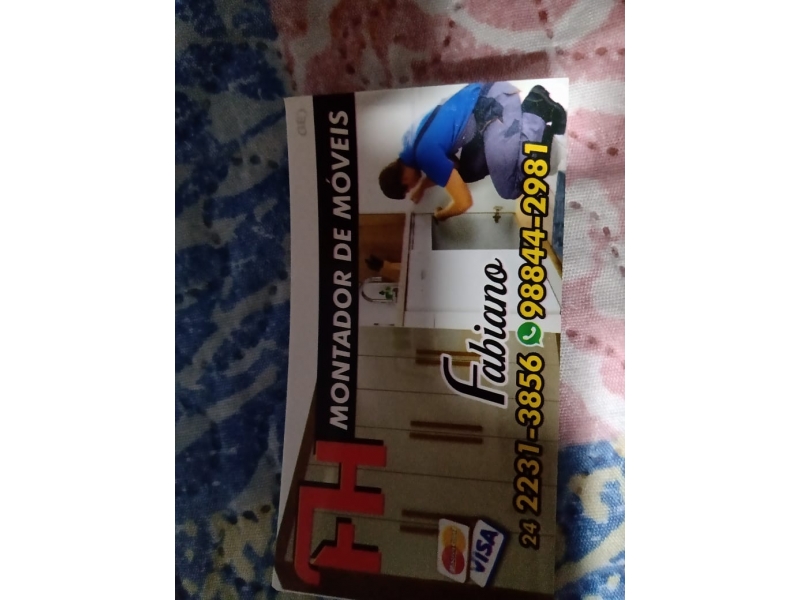 FH
MONTADOR DE MÓVEIS
Fabiano
24 2231-3856 98844-2981
VISA